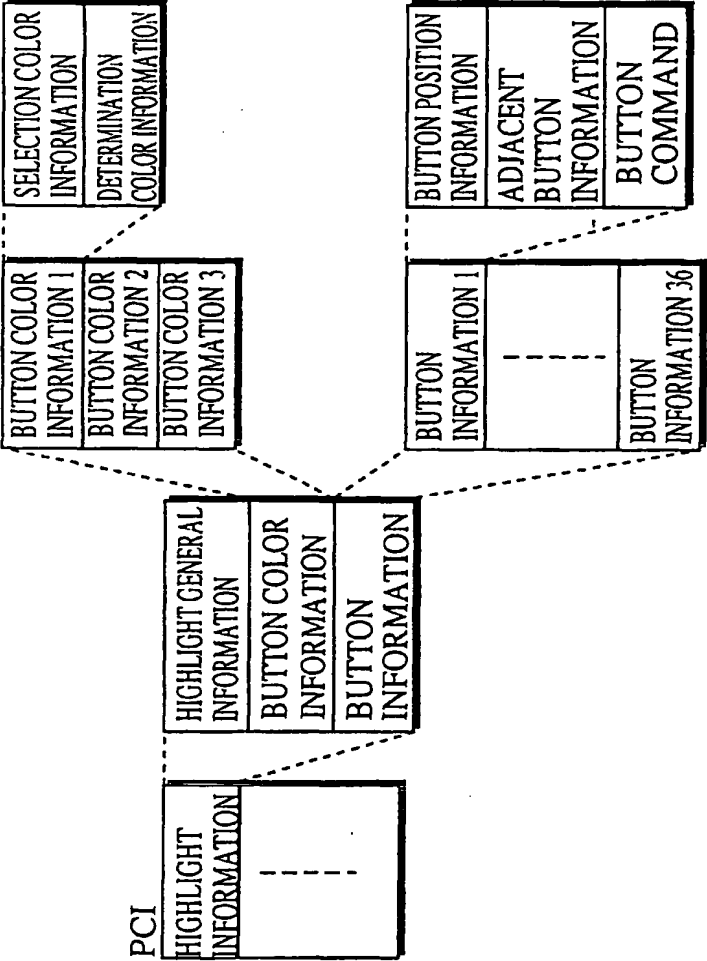 PCI
HIGHLIGHT
INFORMATION
HIGHLIGHT GENERAL
INFORMATION
BUTTON COLOR
INFORMATION
BUTTON
INFORMATION
BUTTON COLOR
INFORMATION 1
BUTTON COLOR
INFORMATION 2
BUTTON COLOR
INFORMATION 3
BUTTON
INFORMATION 1
BUTTON
INFORMATION 36
SELECTION COLOR
INFORMATION
DETERMINATION
COLOR INFORMATION
BUTTON POSITION
INFORMATION
ADJACENT
BUTTON
INFORMATION
BUTTON
COMMAND